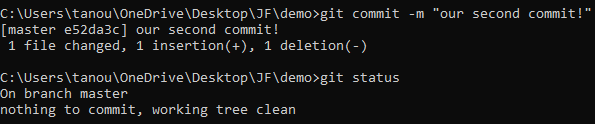 C:\Users\tanou\OneDrive\Desktop\JF\demo>git commit -m "our second commit!"
[master e52da3c] our second commit!
 1 file changed, 1 insertion(+), 1 deletion(-)

C:\Users\tanou\OneDrive\Desktop\JF\demo>git status
On branch master
nothing to commit, working tree clean